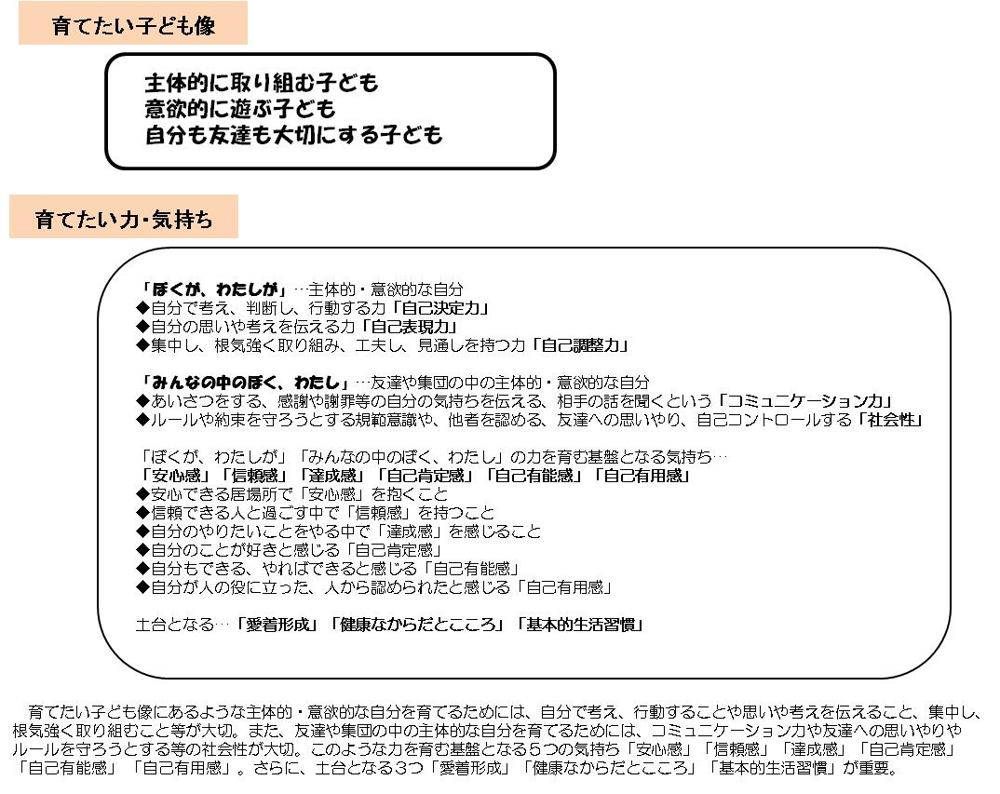 育てたい子ども像
主体的に取り組む子ども
意欲的に遊ぶ子ども
自分も友達も大切にする子ども
育てたい力・気持ち
「ぼくが、わたしが」…主体的・意欲的な自分
◆自分で考え、判断し、行動する力「自己決定力」
◆自分の思いや考えを伝える力「自己表現力」
◆集中し、根気強く取り組み、工夫し、見通しを持つ力「自己調整力」
「みんなの中のぼく、わたし」…友達や集団の中の主体的・意欲的な自分
◆あいさつをする、感謝や謝罪等の自分の気持ちを伝える、相手の話を聞くという「コミュニケーション力」
◆ルールや約束を守ろうとする規範意識や、他者を認める、友達への思いやり、自己コントロールする「社会性」
「ぼくが、わたしが」「みんなの中のぼく、わたし」の力を育む基盤となる気持ち…
「安心感」「信頼感」「達成感」「自己肯定感」「自己有能感」「自己有用感」
◆安心できる居場所で「安心感」を抱くこと
◆信頼できる人と過ごす中で「信頼感」を持つこと
◆自分のやりたいことをやる中で「達成感」を感じること
◆自分のことが好きと感じる「自己肯定感」
◆自分もできる、やればできると感じる「自己有能感」
◆自分が人の役に立った、人から認められたと感じる「自己有用感」
土台となる…「愛着形成」「健康なからだとこころ」「基本的生活習慣」
育てたい子ども像にあるような主体的・意欲的な自分を育てるためには、自分で考え、行動することや思いや考えを伝えること、集中し、
根気強く取り組むこと等が大切。また、友達や集団の中の主体的な自分を育てるためには、コミュニケーション力や友達への思いやりや
ルールを守ろうとする等の社会性が大切。このような力を育む基盤となる５つの気持ち「安心感」「信頼感」「達成感」「自己肯定感」
「自己有能感」「自己有用感」。さらに、土台となる３つ「愛着形成」「健康なからだとこころ」「基本的生活習慣」が重要。